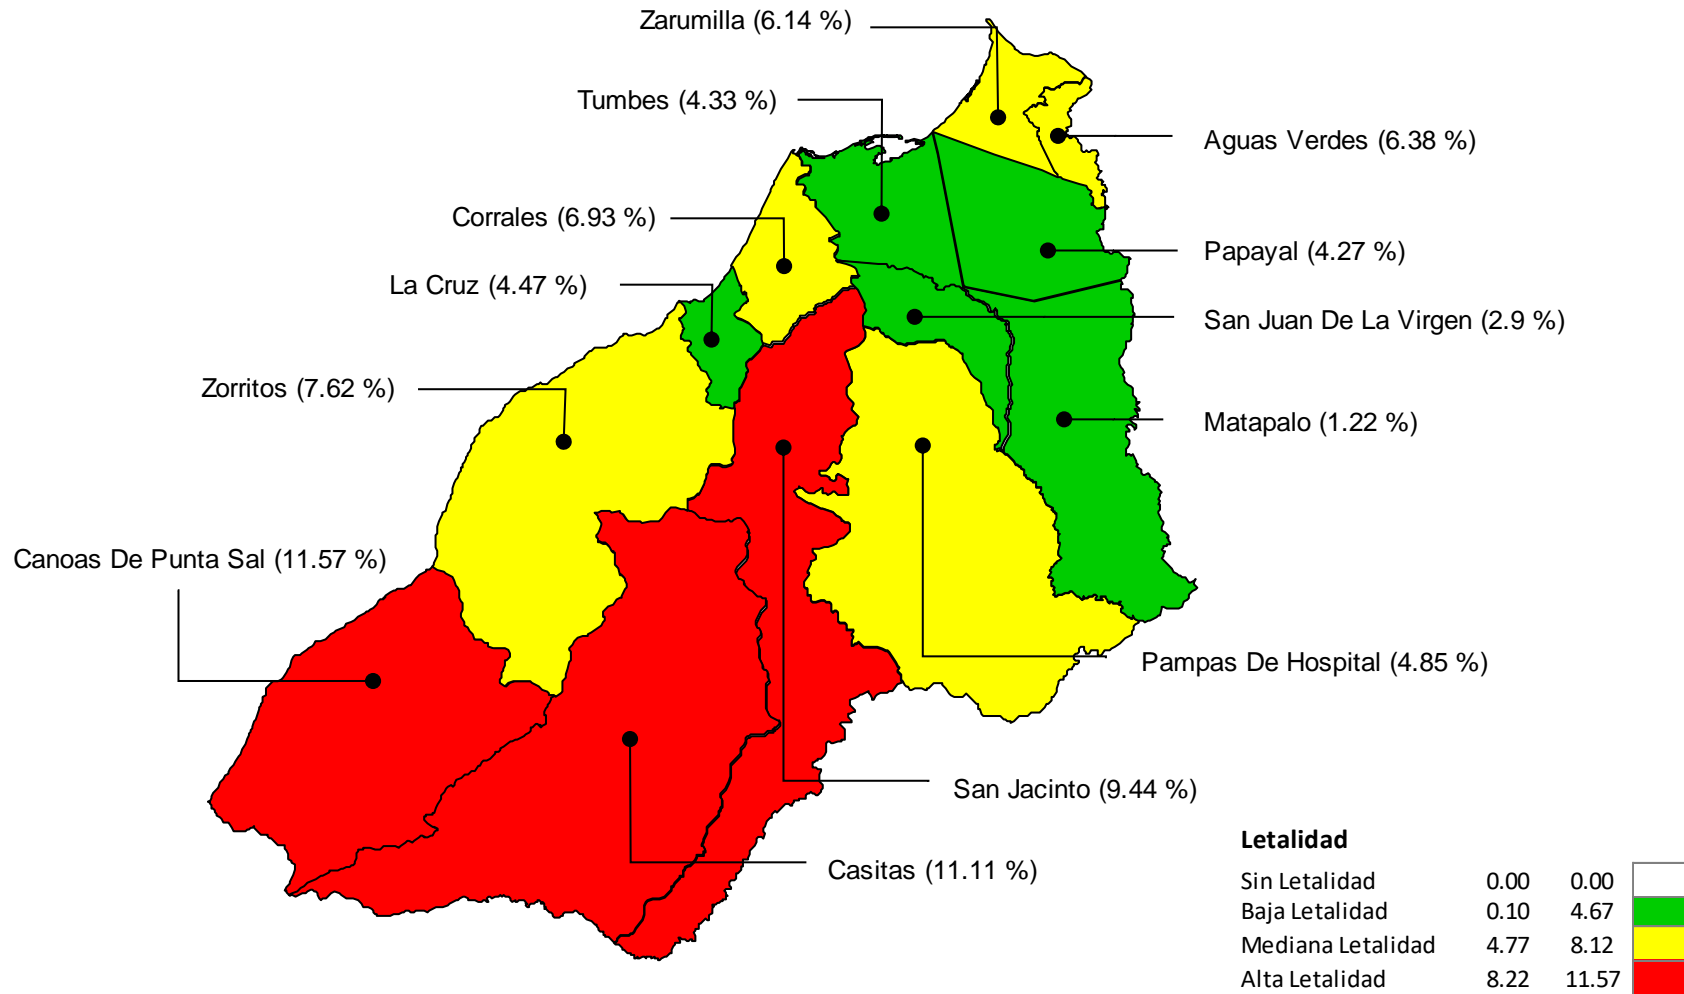 Zarumilla (6.14 %)
Tumbes (4.33 %)
Aguas Verdes (6.38 %)
Corrales (6.93 %)
Papayal (4.27 %)
La Cruz (4.47 %)
San Juan De La Virgen (2.9 %)
Zorritos (7.62 %)
Matapalo (1.22 %)
Canoas De Punta Sal (11.57 %)
Pampas De Hospital (4.85 %)
San Jacinto (9.44 %)
Casitas (11.11 %)
Letalidad
Sin Letalidad 0.00 0.00
Baja Letalidad 0.10 4.67
Mediana Letalidad 4.77 8.12
Alta Letalidad 8.22 11.57